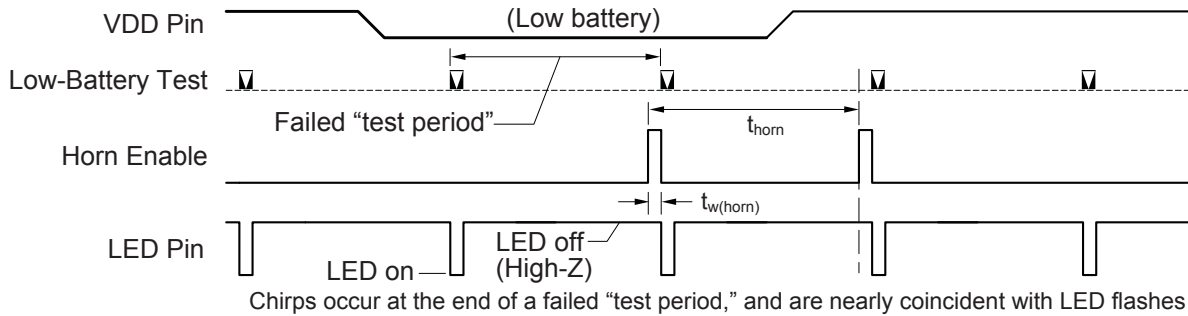 VDD Pin
(Low battery)
Low-Battery Test
Failed “test period”
thorn
Horn Enable
tw(horn)
LED Pin
LED off
(High-Z)
LED on
Chirps occur at the end of a failed “test period,” and are nearly coincident with LED flashes